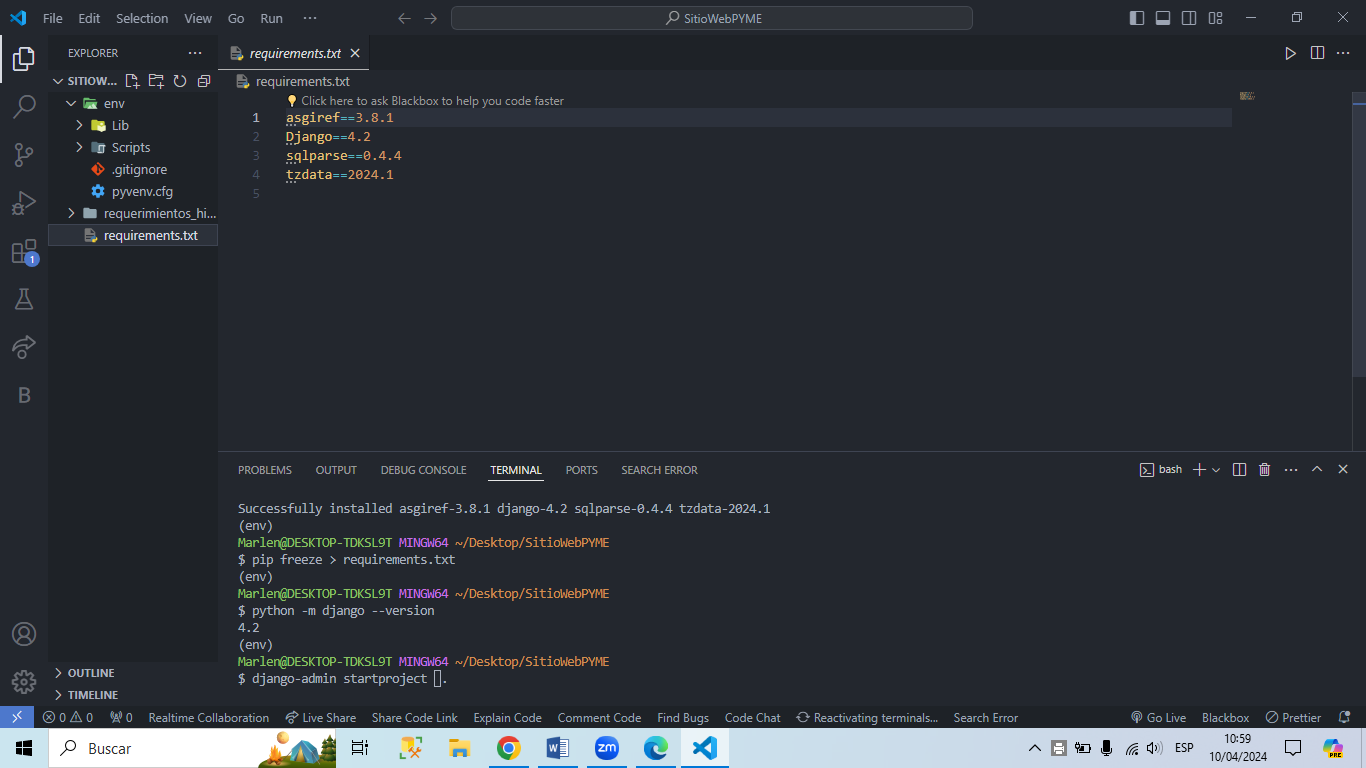 File Edit Selection View Go Run ··· SitioWebPYME
EXPLORER ···
SITIOW...
env
Lib
Scripts
.gitignore
pyvenv.cfg
requerimientos_hi...
requirements.txt
OUTLINE
TIMELINE
1
B
requirements.txt
requirements.txt
Click here to ask Blackbox to help you code faster
1 asgiref==3.8.1
2 Django==4.2
3 sqlparse==0.4.4
4 tzdata==2024.1
5
PROBLEMS OUTPUT DEBUG CONSOLE TERMINAL PORTS SEARCH ERROR bash
Successfully installed asgiref-3.8.1 django-4.2 sqlparse-0.4.4 tzdata-2024.1
(env)
Marlen@DESKTOP-TDKSL9T MINGW64 ~/Desktop/SitioWebPYME
$ pip freeze > requirements.txt
(env)
Marlen@DESKTOP-TDKSL9T MINGW64 ~/Desktop/SitioWebPYME
$ python -m django --version
4.2
(env)
Marlen@DESKTOP-TDKSL9T MINGW64 ~/Desktop/SitioWebPYME
$ django-admin startproject .
0 0 0 Realtime Collaboration Live Share Share Code Link Explain Code Comment Code Find Bugs Code Chat Reactivating terminals... Search Error Go Live Blackbox Prettier
Buscar
W
zm
ESP
10:59
10/04/2024
PRE